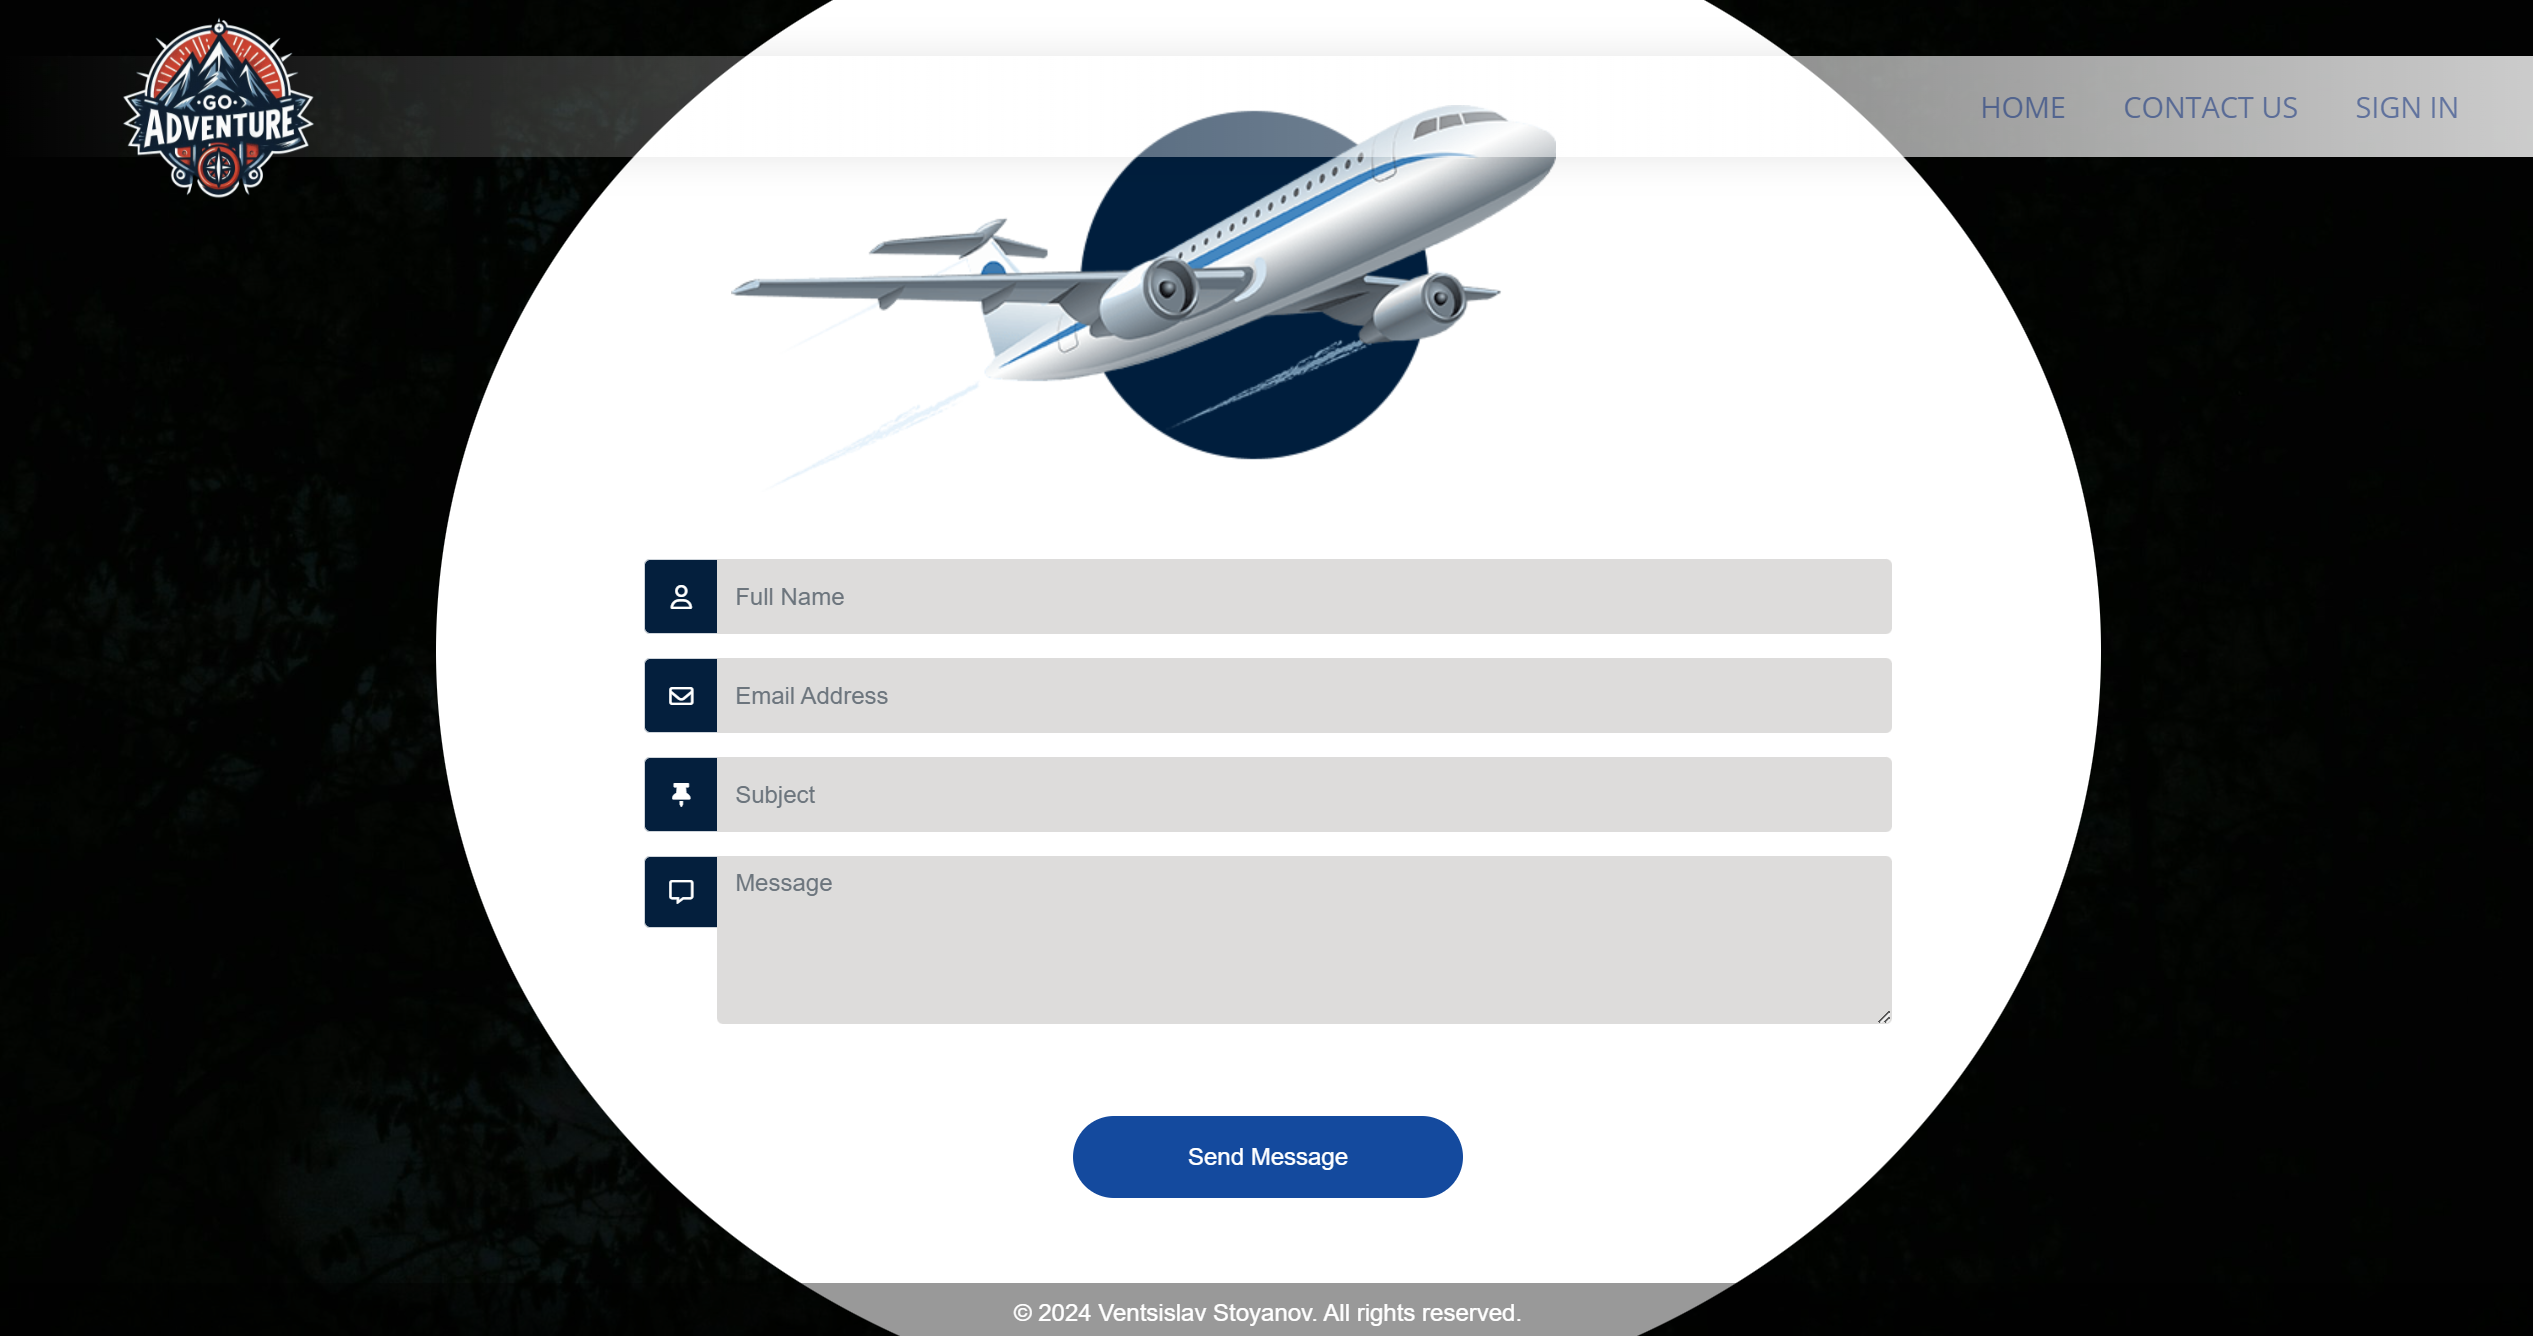 GO
ADVENTURE
HOME CONTACT US SIGN IN
Full Name
Email Address
Subject
Message
Send Message
© 2024 Ventsislav Stoyanov. All rights reserved.